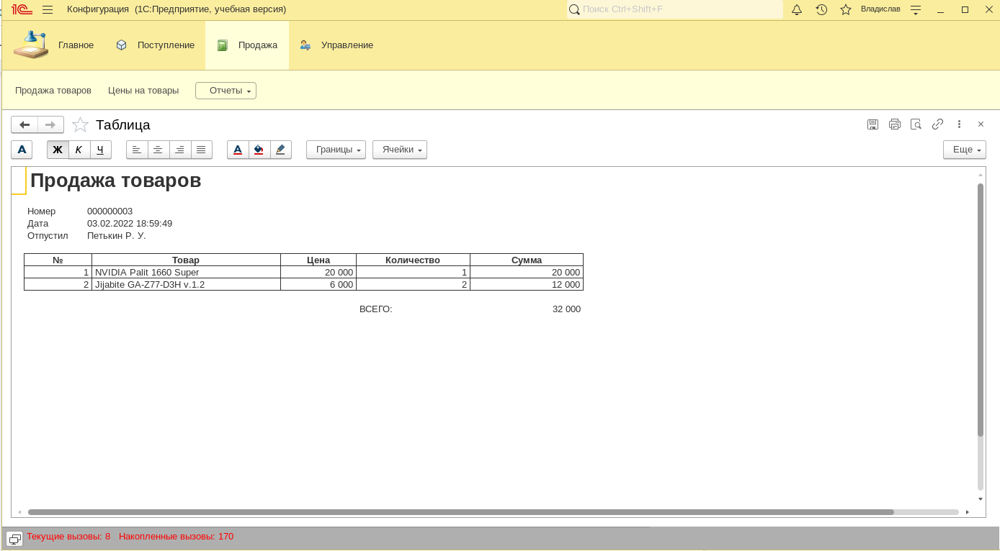 1С Конфигурация (1С:Предприятие, учебная версия) Поиск Ctrl+Shift+F Владислав
Главное Поступление Продажа Управление
Продажа товаров Цены на товары Отчеты
Таблица
А Ж К Ч А Границы Ячейки Еще
Продажа товаров
Номер 000000003
Дата 03.02.2022 18:59:49
Отпустил Петькин Р. У.
№ Товар Цена Количество Сумма
1 NVIDIA Palit 1660 Super 20 000 1 20 000
2 Jijabite GA-Z77-D3H v.1.2 6 000 2 12 000
ВСЕГО: 32 000
Текущие вызовы: 8 Накопленные вызовы: 170